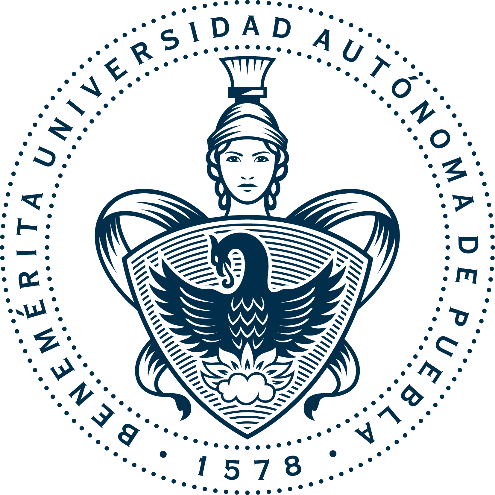 BENEMÉRITA UNIVERSIDAD AUTÓNOMA DE PUEBLA
• 1578 •